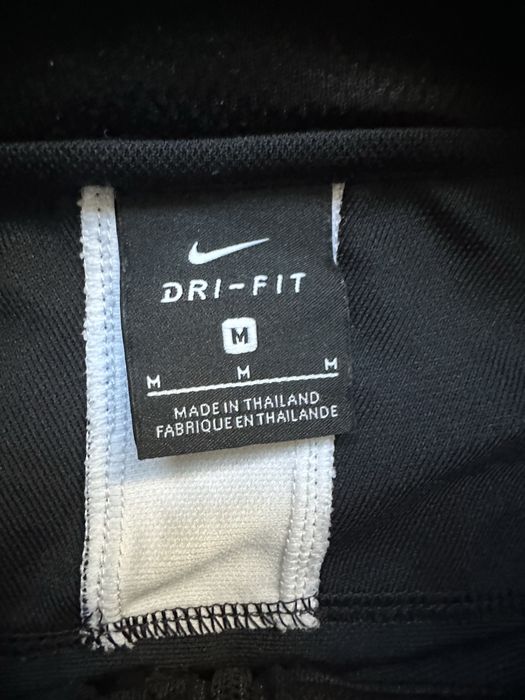 DRI-FIT
M
M M M
MADE IN THAILAND
FABRIQUE EN THAILANDE